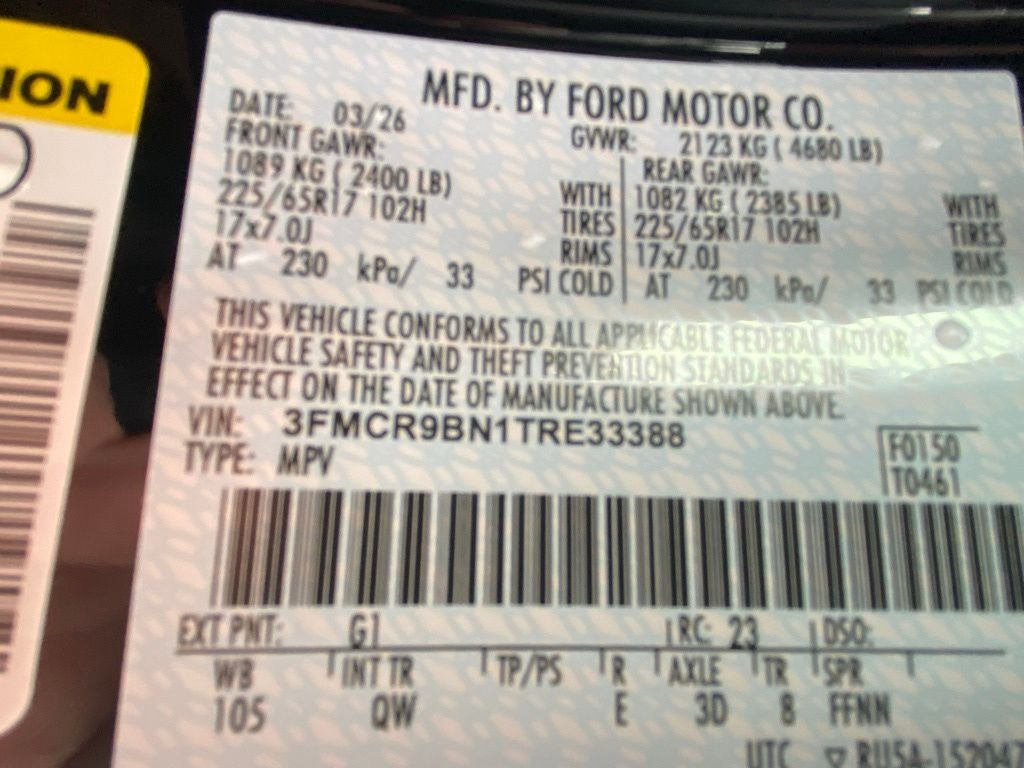 ION
MFD. BY FORD MOTOR CO.
DATE: 03/26 GVWR: 2123 KG ( 4680 LB)
FRONT GAWR: REAR GAWR:
1089 KG ( 2400 LB) WITH 1082 KG ( 2385 LB) WITH
225/65R17 102H TIRES 225/65R17 102H TIRES
17x7.0J RIMS 17x7.0J RIMS
AT 230 kPa/ 33 PSI COLD AT 230 kPa/ 33 PSI COLD
THIS VEHICLE CONFORMS TO ALL APPLICABLE FEDERAL MOTOR
VEHICLE SAFETY AND THEFT PREVENTION STANDARDS IN
EFFECT ON THE DATE OF MANUFACTURE SHOWN ABOVE.
VIN: 3FMCR9BN1TRE33388
TYPE: MPV
F0150
T0461
EXT PNT: G1 RC: 23 DSO:
WB INT TR TP/PS R AXLE TR SPR
105 QW E 3D 8 FFNN
UTC ▽ RU5A-152047